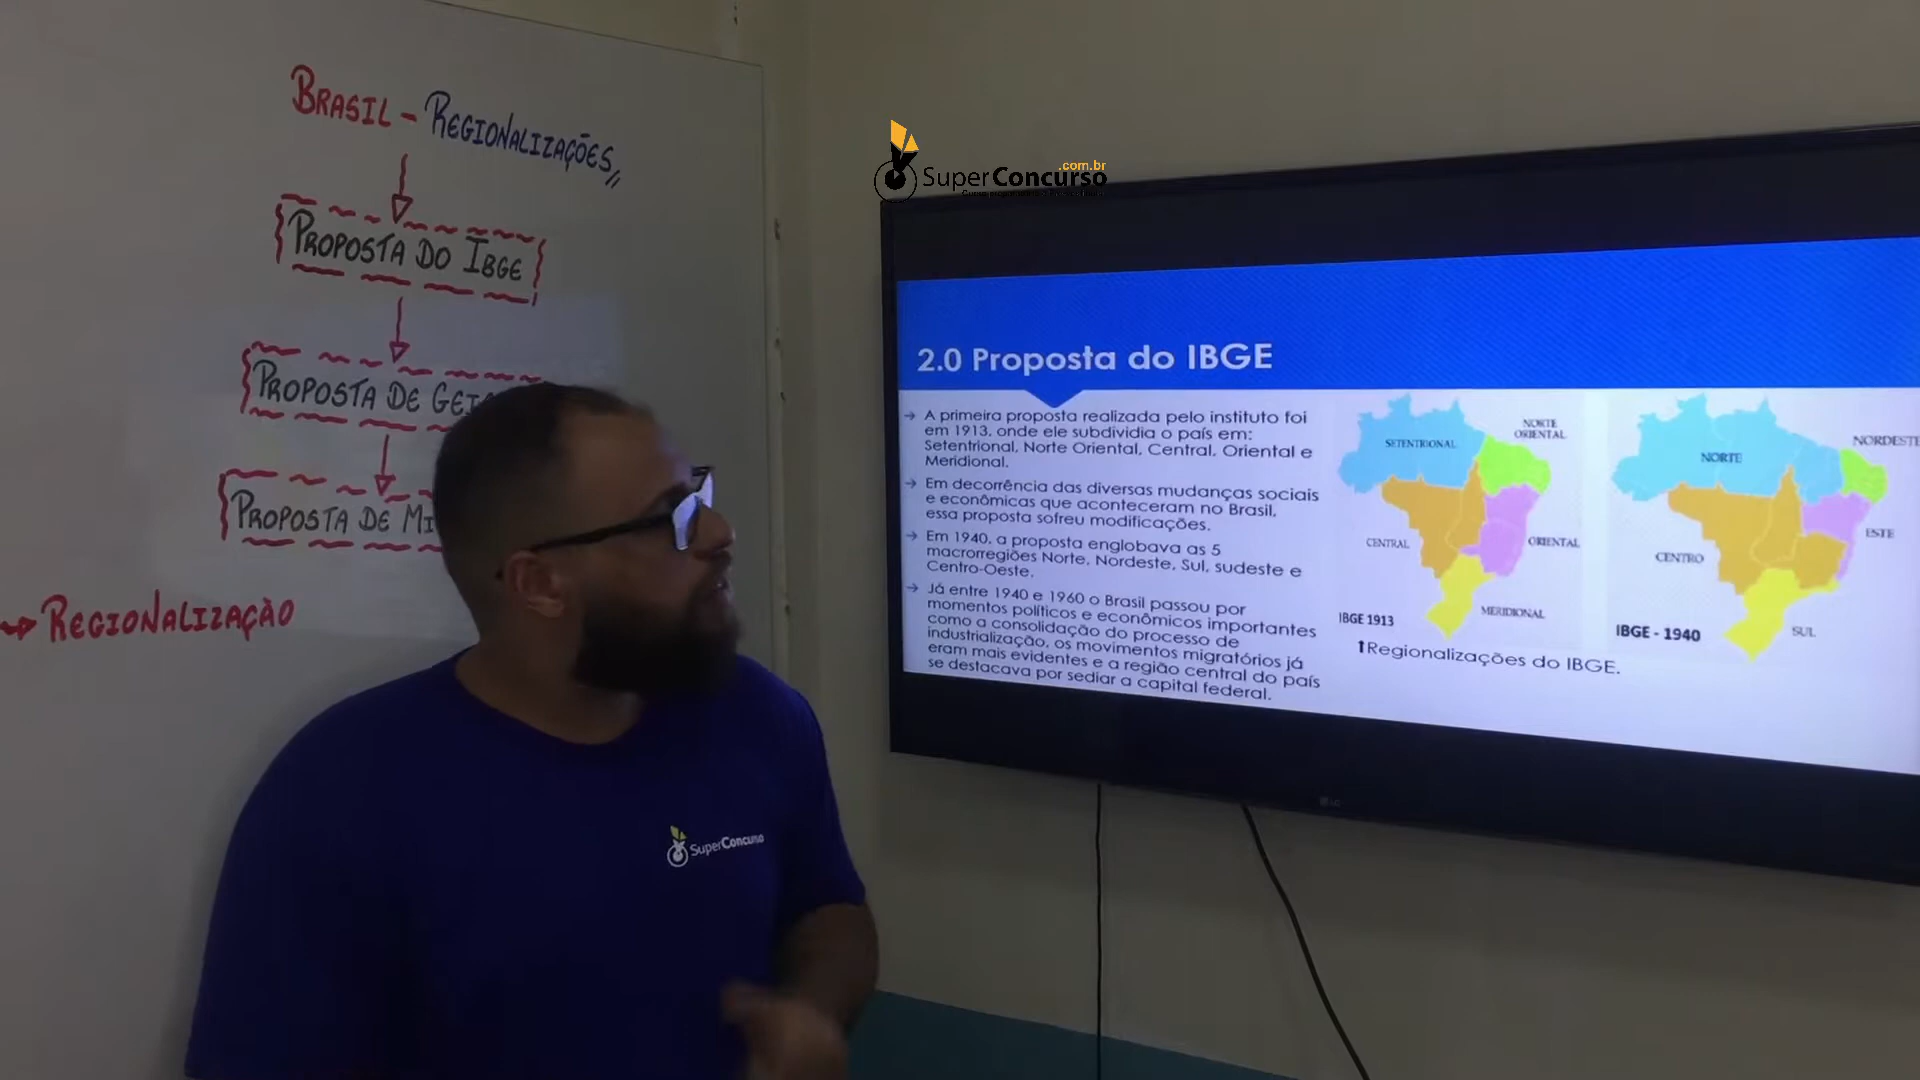 BRASIL - REGIONALIZAÇÕES,,
PROPOSTA DO IBGE
PROPOSTA DE
PROPOSTA DE
REGIONALIZAÇÃO
.com.br
SuperConcurso
SuperConcurso
2.0 Proposta do IBGE
→ A primeira proposta realizada pelo instituto foi
em 1913, onde ele subdividia o país em:
Setentrional, Norte Oriental, Central, Oriental e
Meridional.
→ Em decorrência das diversas mudanças sociais
e econômicas que aconteceram no Brasil,
essa proposta sofreu modificações.
→ Em 1940, a proposta englobava as 5
macrorregiões Norte, Nordeste, Sul, sudeste e
Centro-Oeste.
→ Já entre 1940 e 1960 o Brasil passou por
momentos políticos e econômicos importantes
como a consolidação do processo de
industrialização, os movimentos migratórios já
eram mais evidentes e a região central do país
se destacava por sediar a capital federal.
SETENTRIONAL
NORTE
ORIENTAL
CENTRAL
ORIENTAL
MERIDIONAL
IBGE 1913
NORTE
NORDESTE
ESTE
CENTRO
SUL
IBGE - 1940
⬆Regionalizações do IBGE.
LG